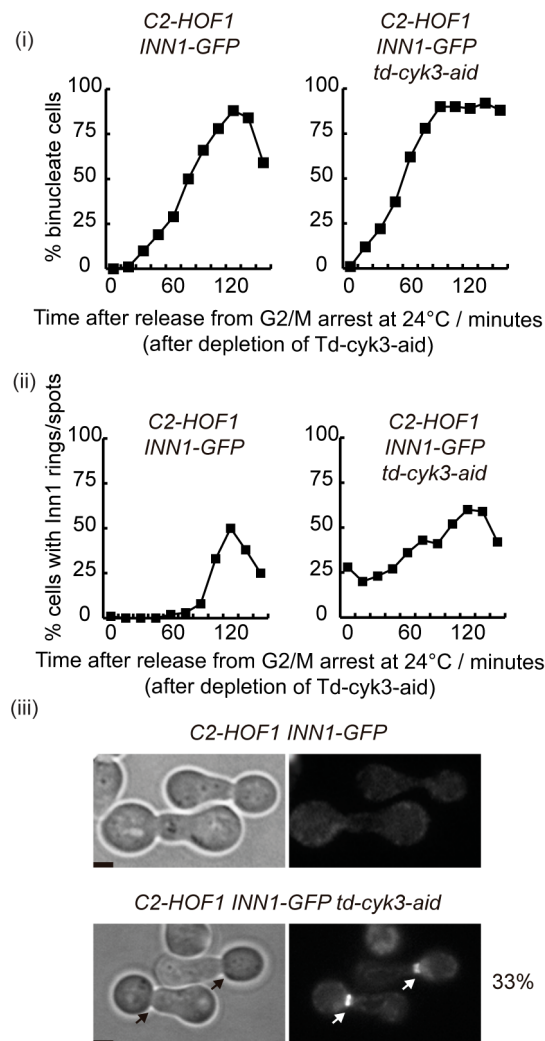 (i)
C2-HOF1
INN1-GFP
C2-HOF1
INN1-GFP
td-cyk3-aid
% binucleate cells
100
75
50
25
0
60
120
100
75
50
25
0
60
120
Time after release from G2/M arrest at 24°C / minutes
(after depletion of Td-cyk3-aid)
(ii)
% cells with Inn1 rings/spots
C2-HOF1
INN1-GFP
C2-HOF1
INN1-GFP
td-cyk3-aid
100
75
50
25
0
0
60
120
100
75
50
25
0
0
60
120
Time after release from G2/M arrest at 24°C / minutes
(after depletion of Td-cyk3-aid)
(iii)
C2-HOF1 INN1-GFP
C2-HOF1 INN1-GFP td-cyk3-aid
33%